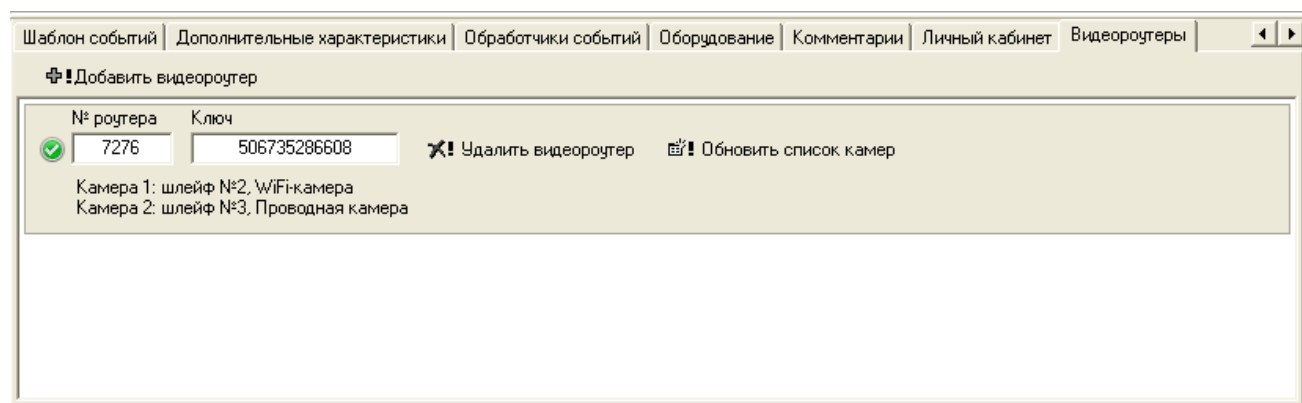 Шаблон событий Дополнительные характеристики Обработчики событий Оборудование Комментарии Личный кабинет Видеороутеры
!Добавить видеороутер
№ роутера Ключ
7276 506735286608 ! Удалить видеороутер ! Обновить список камер
Камера 1: шлейф №2, WiFi-камера
Камера 2: шлейф №3, Проводная камера